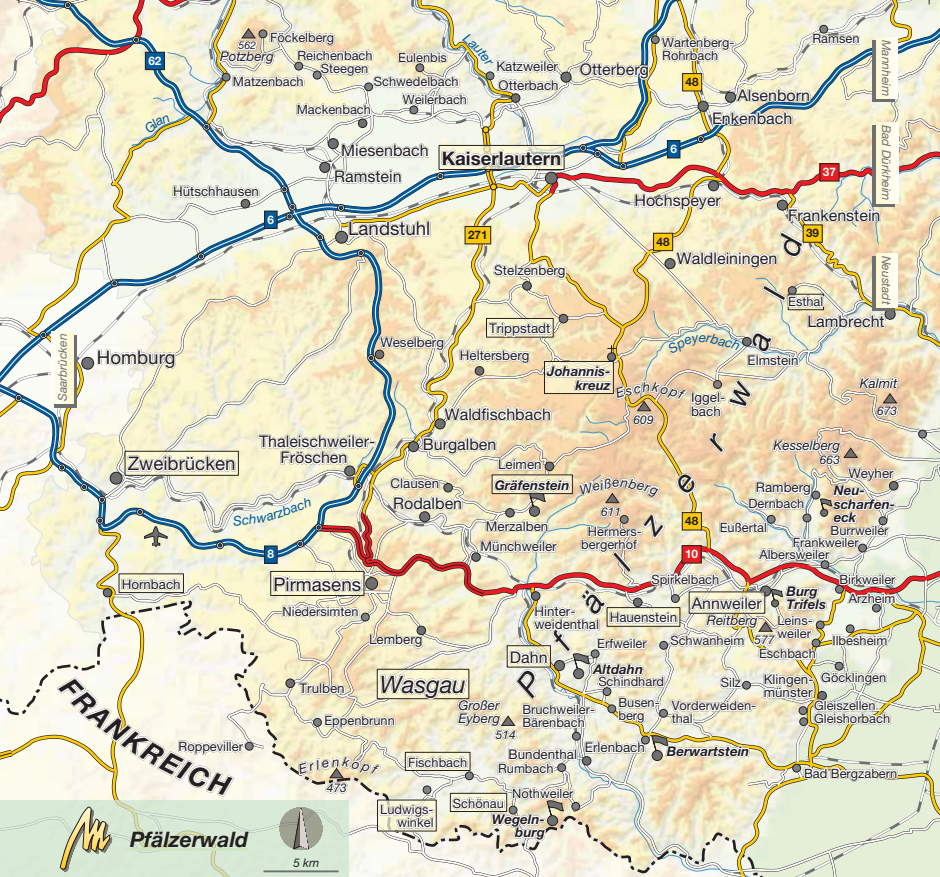 Föckelberg
562
Potzberg
Reichenbach
Steegen
Eulenbis
Lauter
Katzweiler
Otterbach
Otterberg
Wartenberg-
Rohrbach
Ramsen
Mannheim
62
Matzenbach
Schwedelbach
Weilerbach
Mackenbach
48
Alsenborn
Enkenbach
Glan
Miesenbach
Ramstein
Kaiserlautern
6
Bad Dürkheim
37
Hütschhausen
6
Landstuhl
271
Hochspeyer
Frankenstein
39
48
Waldleiningen
Neustadt
Stelzenberg
Esthal
Lambrecht
Trippstadt
Speyerbach
Elmstein
Saarbrücken
Homburg
Weselberg
Heltersberg
Johannis-
kreuz
Eschkopf
609
Iggel-
bach
Kalmit
673
Waldfischbach
Burgalben
Thaleischweiler-
Fröschen
Zweibrücken
Leimen
Gräfenstein
Weißenberg
611
Kesselberg
663
Weyher
Ramberg
Dernbach
Neu-
scharfen-
eck
Clausen
Rodalben
Merzalben
Hermers-
bergerhof
48
Eußertal
Burrweiler
Frankweiler
Albersweiler
Schwarzbach
8
Münchweiler
10
Spirkelbach
Birkweiler
Arzheim
Hornbach
Pirmasens
Niedersimten
Hinter-
weidenthal
Hauenstein
Annweiler
Burg
Trifels
Reitberg
577
Leins-
weiler
Ilbesheim
Eschbach
Lemberg
Erfweiler
Schwanheim
Dahn
Altdahn
Schindhard
Silz
Klingen-
münster
Göcklingen
Wasgau
Trulben
Eppenbrunn
Großer
Eyberg
514
Bruchweiler-
Bärenbach
Busen-
berg
Vorderweiden-
thal
Gleiszellen
Gleishorbach
Pfälzerwald
FRANKREICH
Roppeviller
Erlenkopf
473
Fischbach
Bundenthal
Rumbach
Erlenbach
Berwartstein
Bad Bergzabern
Ludwigs-
winkel
Schönau
Nothweiler
Wegeln-
burg
Pfälzerwald
5 km